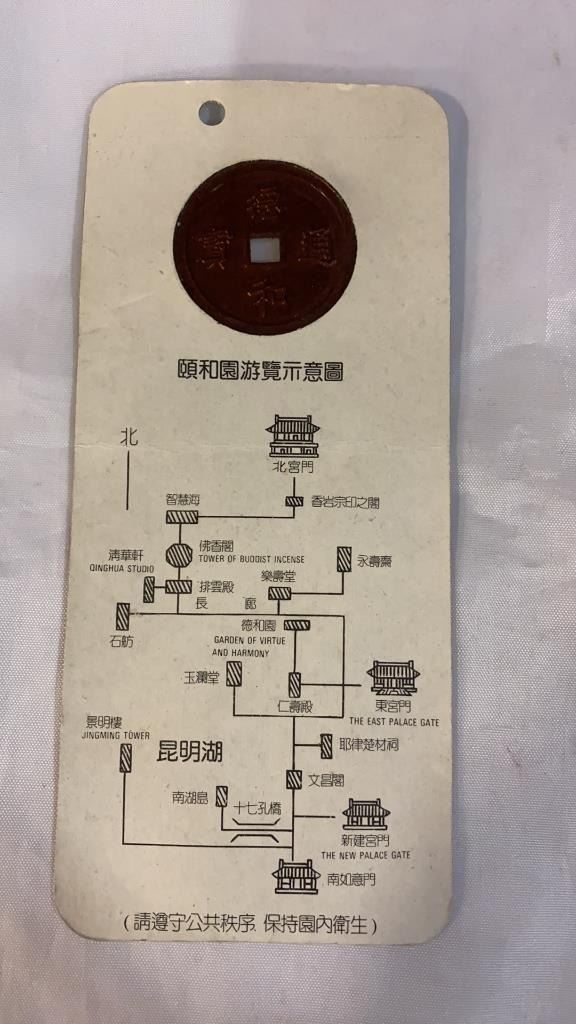 德
寶 通
和
頤和園游覽示意圖
北
北宮門
智慧海
香岩宗印之閣
清華軒
QINGHUA STUDIO
佛香閣
TOWER OF BUDDIST INCENSE
永壽齋
樂壽堂
排雲殿
長 廊
石舫
德和園
GARDEN OF VIRTUE
AND HARMONY
玉瀾堂
仁壽殿
東宮門
THE EAST PALACE GATE
景明樓
JINGMING TOWER
昆明湖
耶律楚材祠
文昌閣
南湖島
十七孔橋
新建宮門
THE NEW PALACE GATE
南如意門
(請遵守公共秩序, 保持園內衛生)